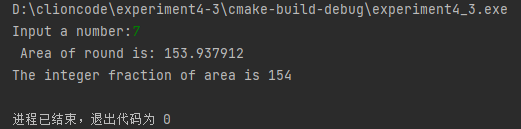 D:\clioncode\experiment4-3\cmake-build-debug\experiment4_3.exe
Input a number:7
 Area of round is: 153.937912
The integer fraction of area is 154
进程已结束，退出代码为 0